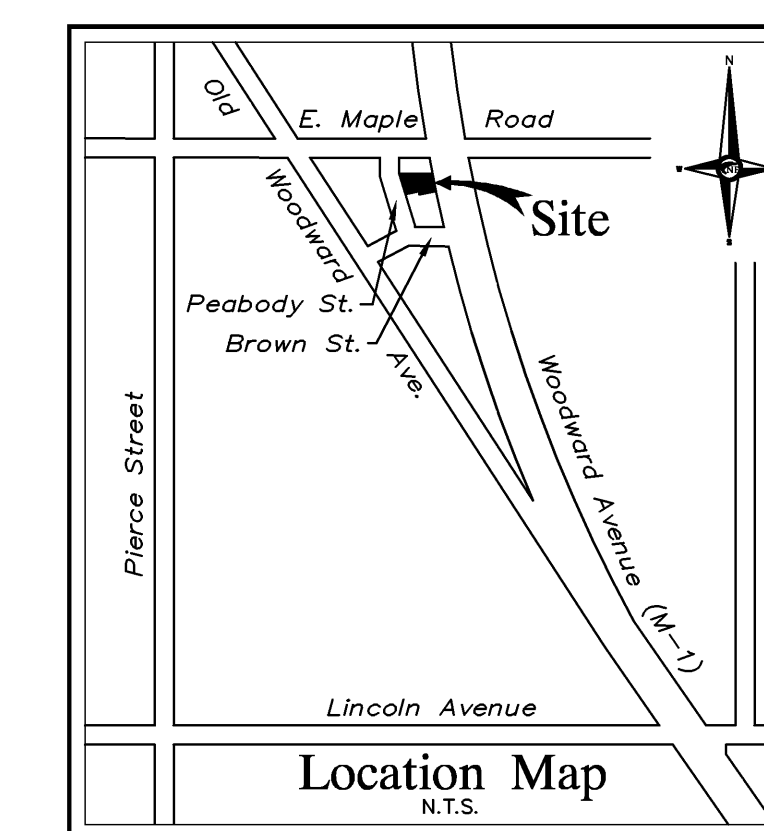 N
Old
E. Maple Road
Site
Woodward
Peabody St.
Brown St.
Ave.
Woodward Avenue (M-1)
Pierce Street
Lincoln Avenue
Location Map
N.T.S.